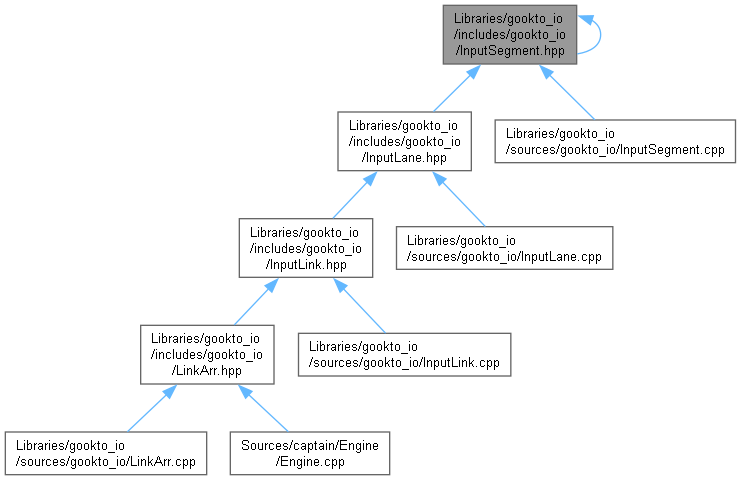 Libraries/gookto_io
/includes/gookto_io
/InputSegment.hpp
Libraries/gookto_io
/includes/gookto_io
/InputLane.hpp
Libraries/gookto_io
/sources/gookto_io/InputSegment.cpp
Libraries/gookto_io
/includes/gookto_io
/InputLink.hpp
Libraries/gookto_io
/sources/gookto_io/InputLane.cpp
Libraries/gookto_io
/includes/gookto_io
/LinkArr.hpp
Libraries/gookto_io
/sources/gookto_io/InputLink.cpp
Libraries/gookto_io
/sources/gookto_io/LinkArr.cpp
Sources/captain/Engine
/Engine.cpp